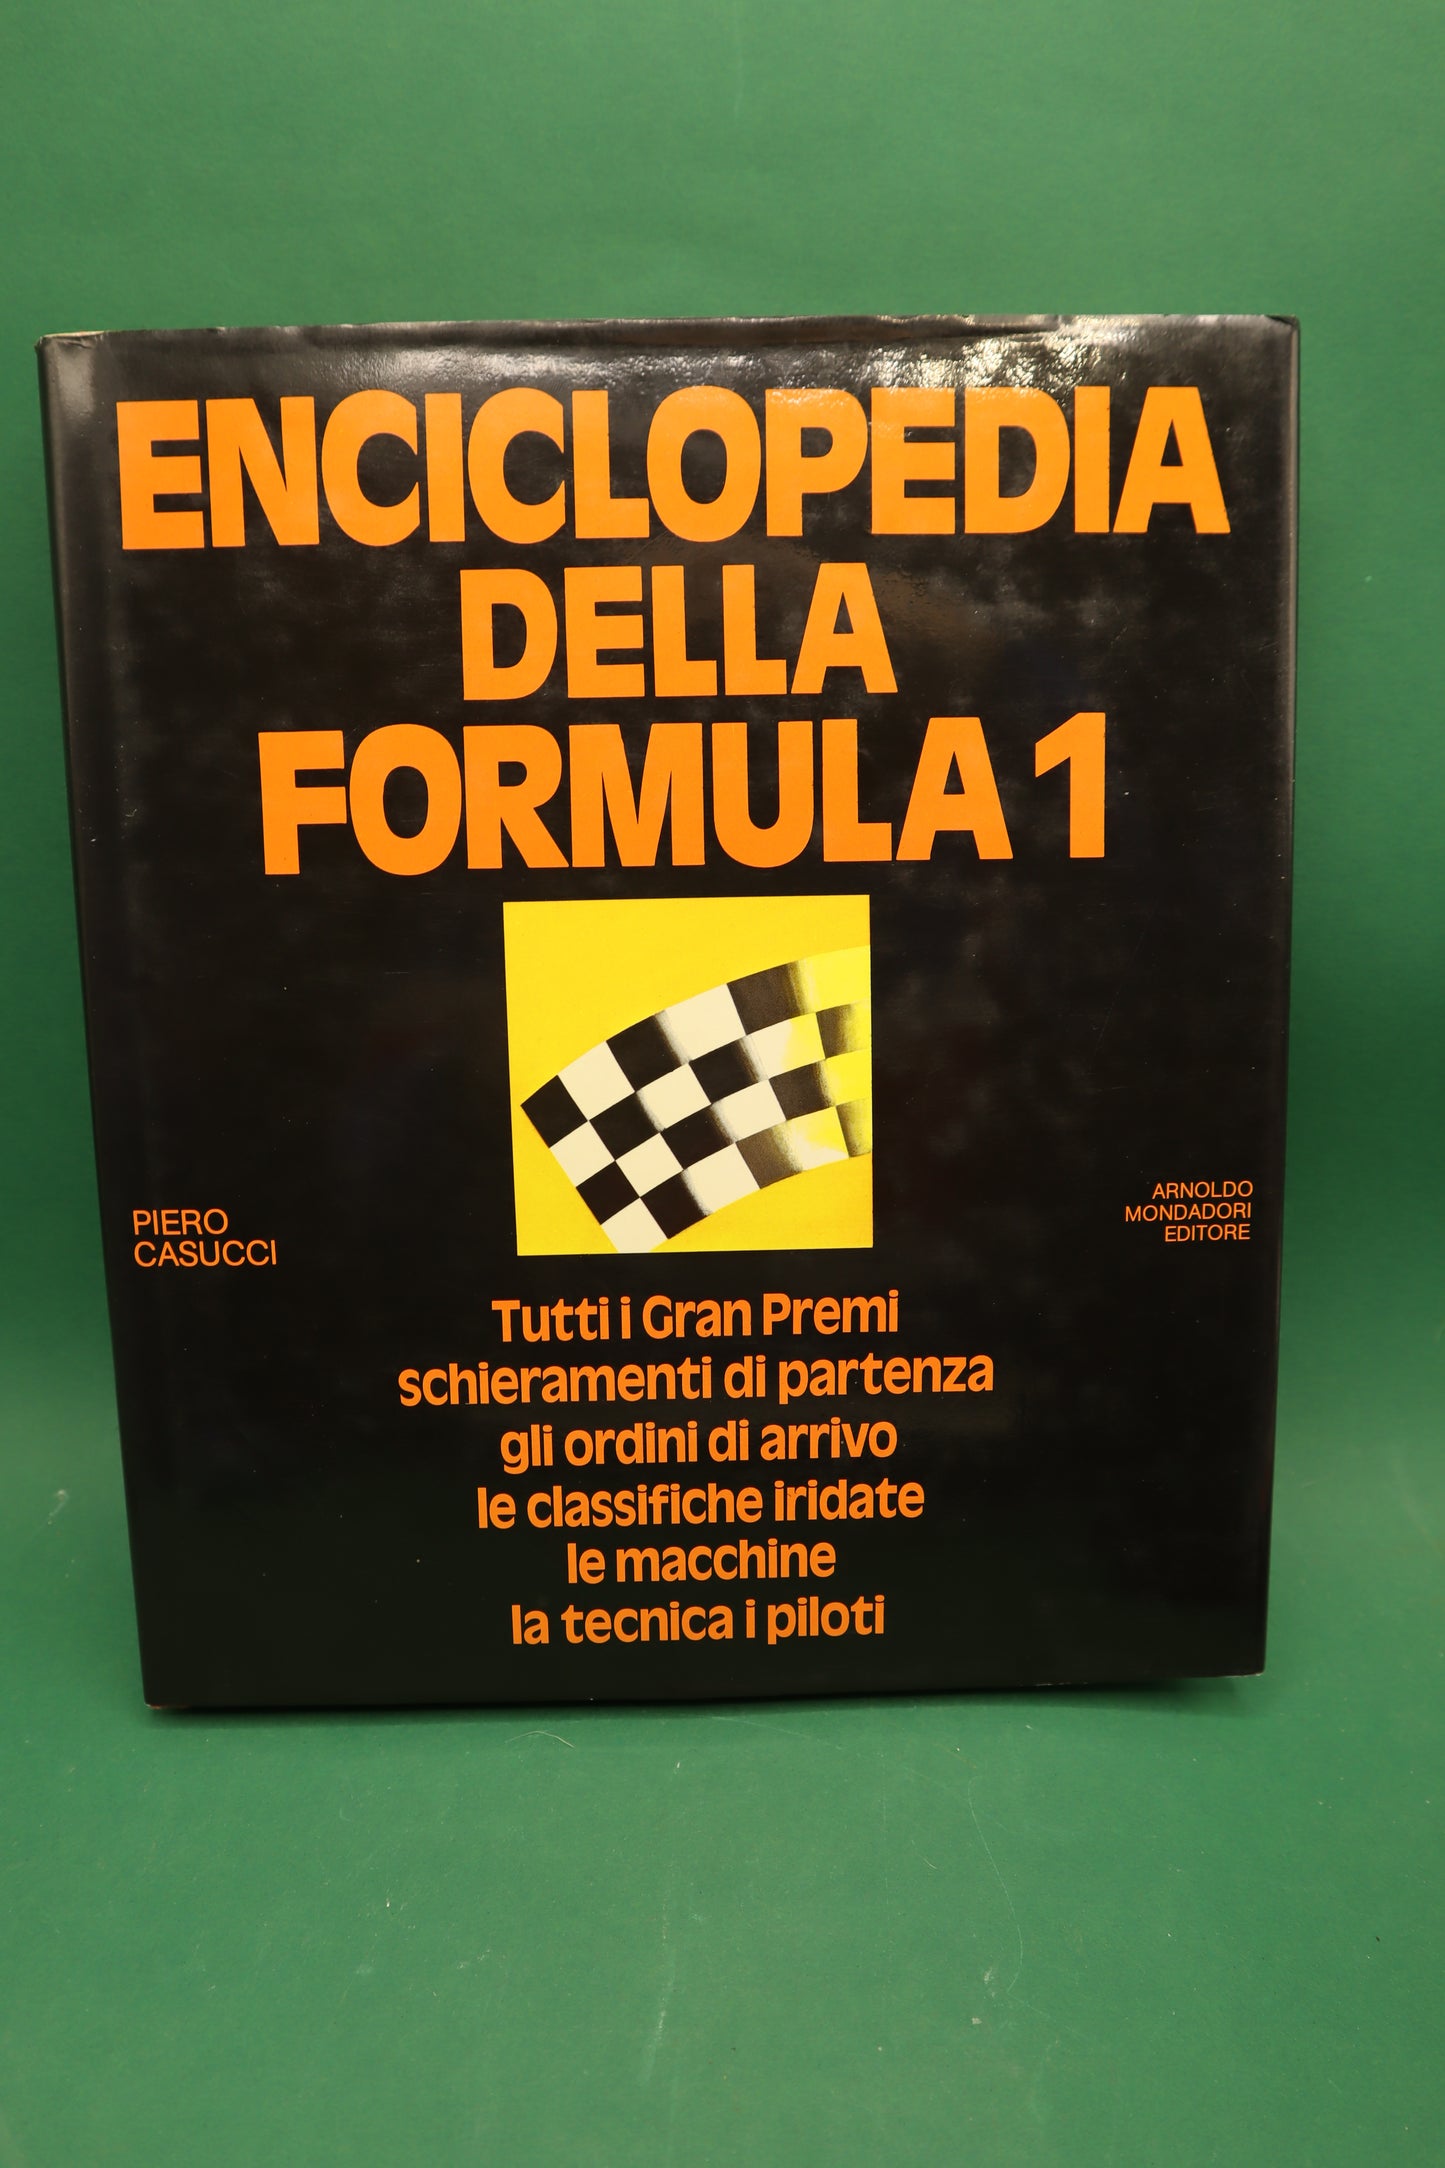 ENCICLOPEDIA
DELLA
FORMULA 1
PIERO
CASUCCI
ARNOLDO
MONDADORI
EDITORE
Tutti i Gran Premi
schieramenti di partenza
gli ordini di arrivo
le classifiche iridate
le macchine
la tecnica i piloti